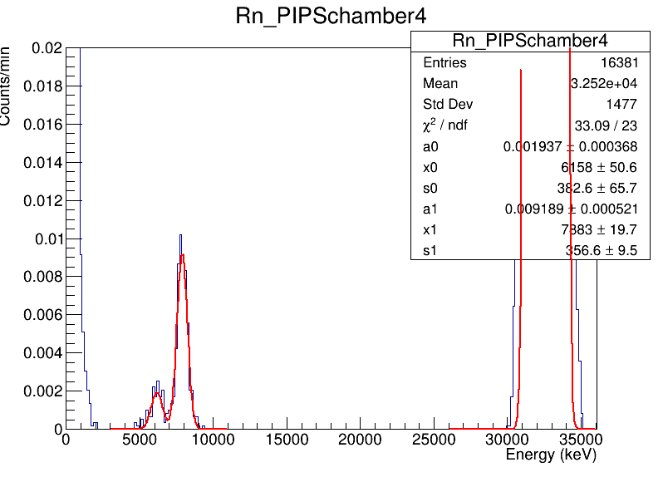 Rn_PIPSchamber4
Rn_PIPSchamber4
Entries 16381
Mean 3.252e+04
Std Dev 1477
χ² / ndf 33.09 / 23
a0 0.001937 ± 0.000368
x0 6158 ± 50.6
s0 382.6 ± 65.7
a1 0.009189 ± 0.000521
x1 7883 ± 19.7
s1 356.6 ± 9.5
Counts/min
0.02
0.018
0.016
0.014
0.012
0.01
0.008
0.006
0.004
0.002
0
0 5000 10000 15000 20000 25000 30000 35000
Energy (keV)